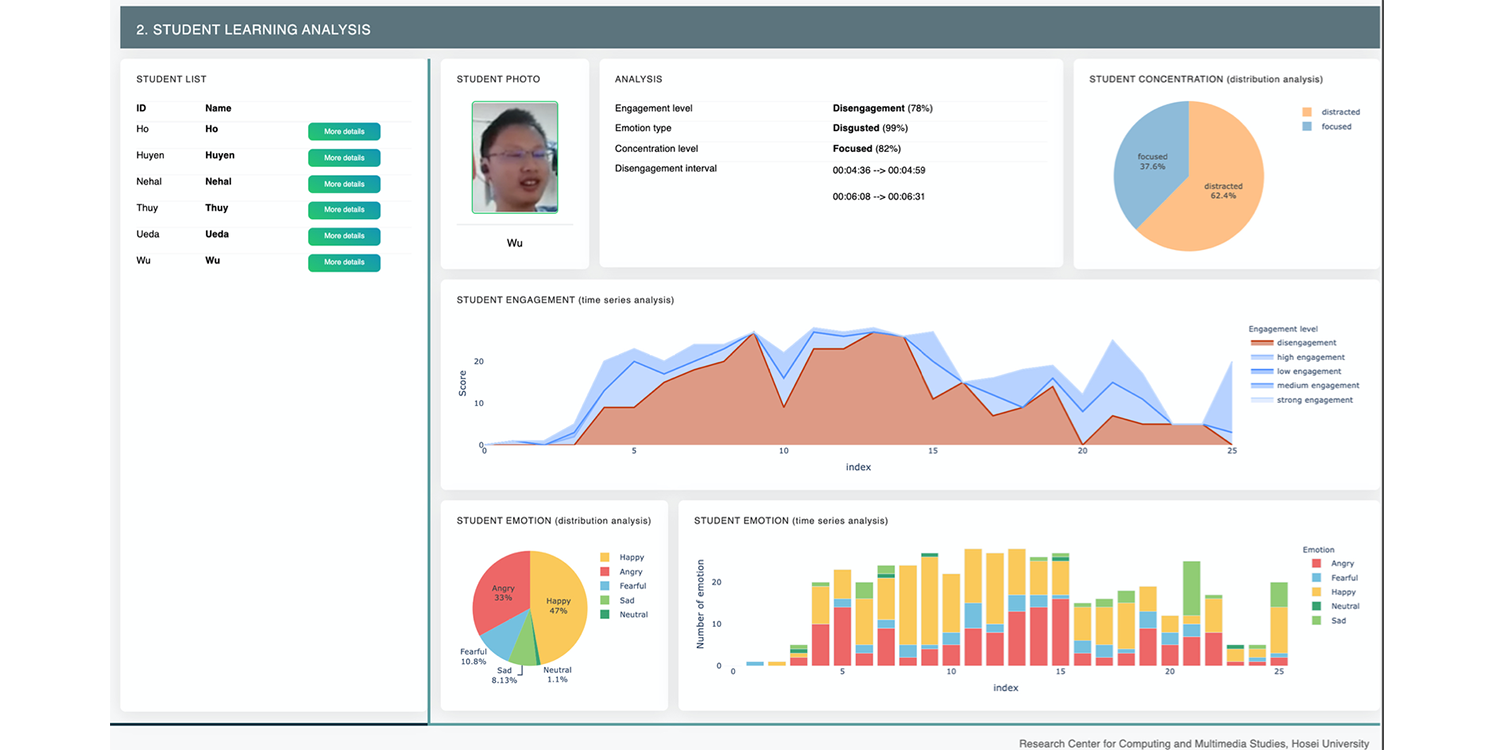 2. STUDENT LEARNING ANALYSIS
STUDENT LIST
ID Name
Ho Ho More details
Huyen Huyen More details
Nehal Nehal More details
Thuy Thuy More details
Ueda Ueda More details
Wu Wu More details
STUDENT PHOTO
Wu
ANALYSIS
Engagement level Disengagement (78%)
Emotion type Disgusted (99%)
Concentration level Focused (82%)
Disengagement interval 00:04:36 --> 00:04:59
00:06:08 --> 00:06:31
STUDENT CONCENTRATION (distribution analysis)
focused
37.6%
distracted
62.4%
distracted
focused
STUDENT ENGAGEMENT (time series analysis)
Score
20
10
0
0 5 10 15 20 25
index
Engagement level
disengagement
high engagement
low engagement
medium engagement
strong engagement
STUDENT EMOTION (distribution analysis)
Angry
33%
Happy
47%
Fearful
10.8%
Sad
8.13%
Neutral
1.1%
Happy
Angry
Fearful
Sad
Neutral
STUDENT EMOTION (time series analysis)
Number of emotion
20
10
0
0 5 10 15 20 25
index
Emotion
Angry
Fearful
Happy
Neutral
Sad
Research Center for Computing and Multimedia Studies, Hosei University